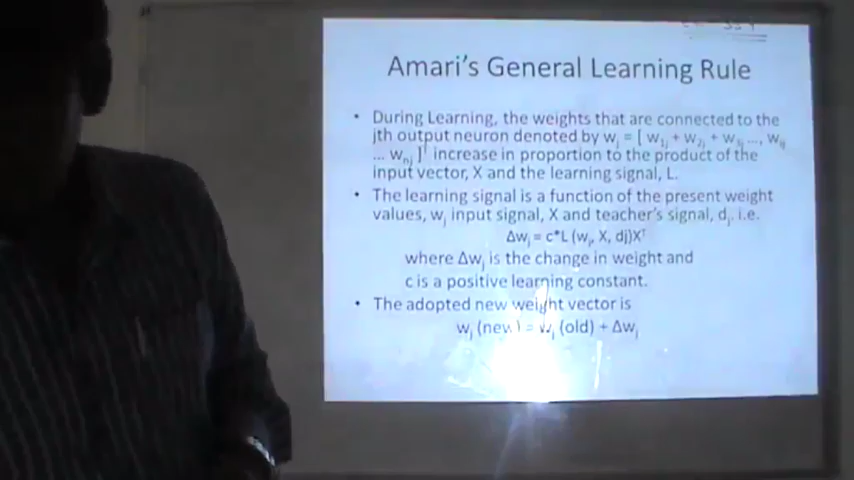 Amari's General Learning Rule
• During Learning, the weights that are connected to the
jth output neuron denoted by wj = [ w1j + w2j + w3j ..., wij
... wnj ]T increase in proportion to the product of the
input vector, X and the learning signal, L.
• The learning signal is a function of the present weight
values, wj input signal, X and teacher's signal, dj. i.e.
Δwj = c*L (wj, X, dj)XT
where Δwj is the change in weight and
c is a positive learning constant.
• The adopted new weight vector is
wj (new) = wj (old) + Δwj